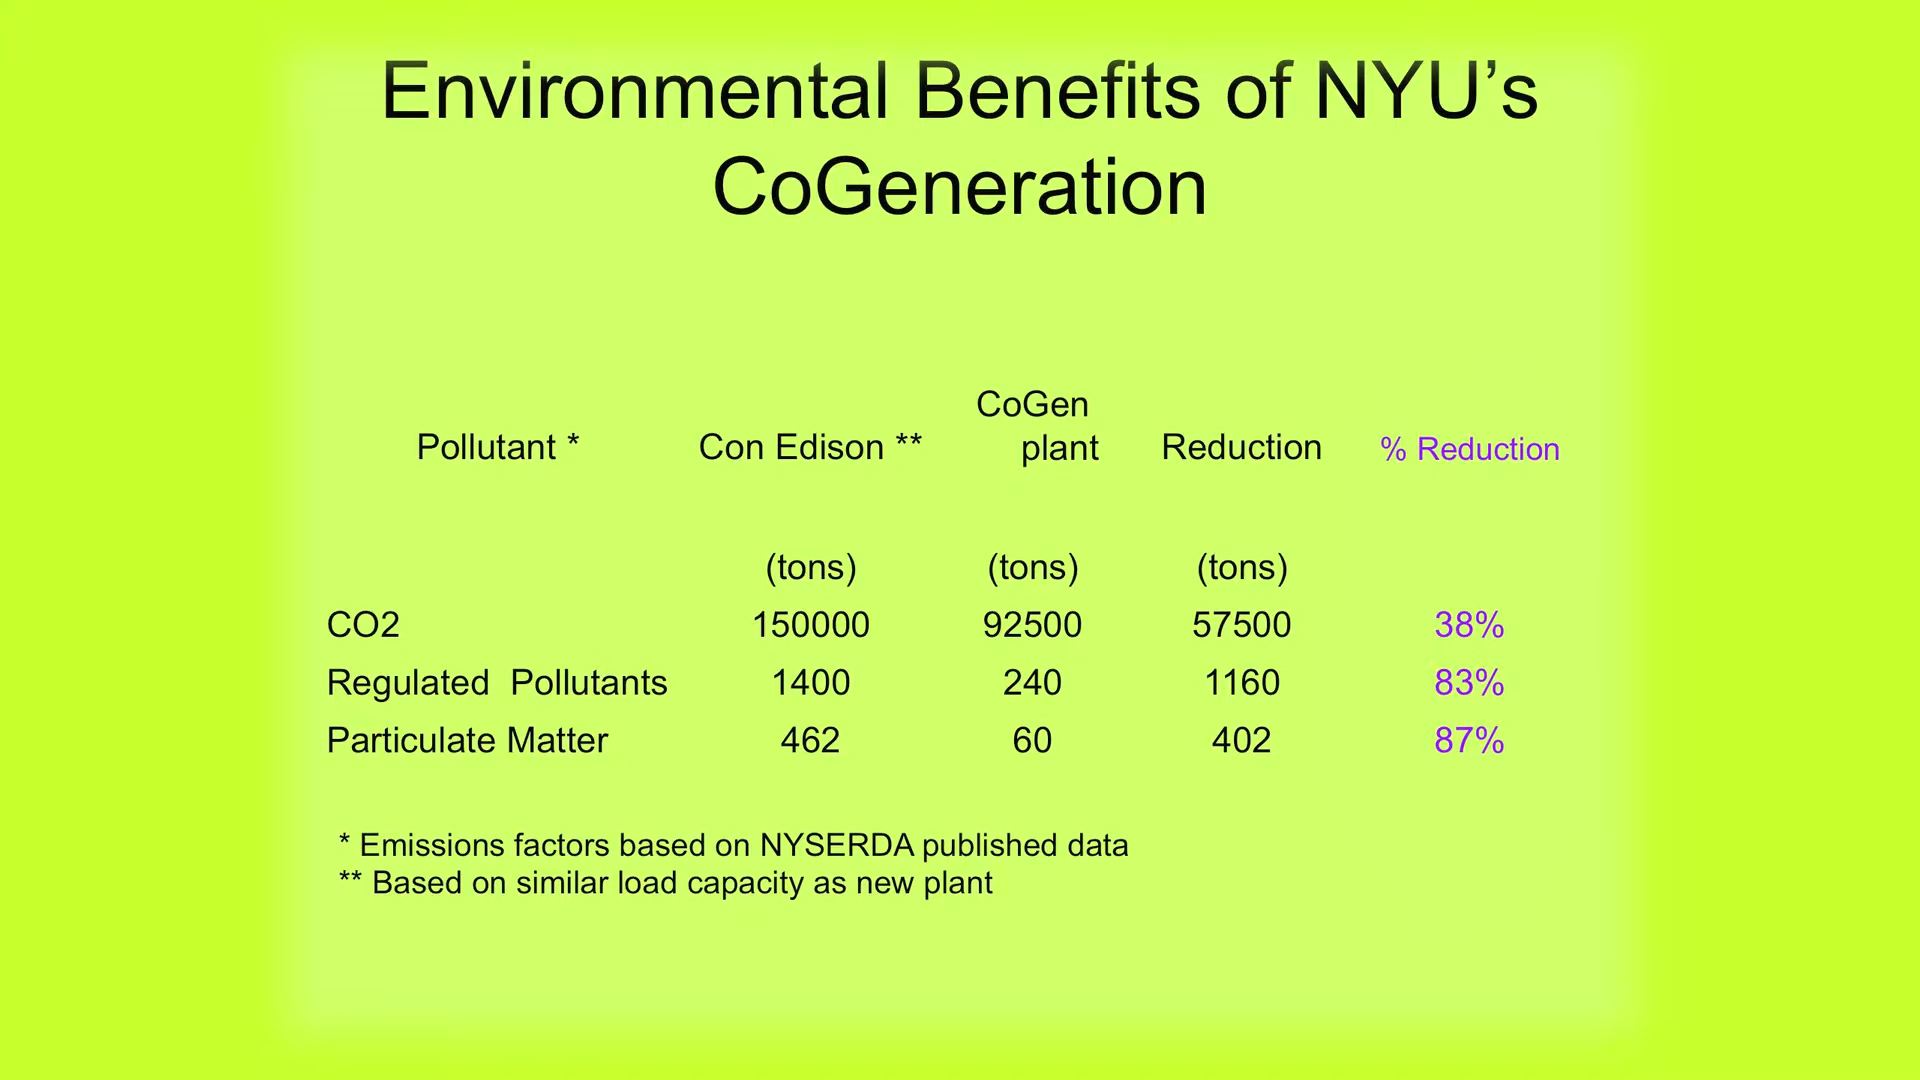 Environmental Benefits of NYU’s
CoGeneration
Pollutant * Con Edison ** CoGen plant Reduction % Reduction
(tons) (tons) (tons)
CO2 150000 92500 57500 38%
Regulated Pollutants 1400 240 1160 83%
Particulate Matter 462 60 402 87%
* Emissions factors based on NYSERDA published data
** Based on similar load capacity as new plant